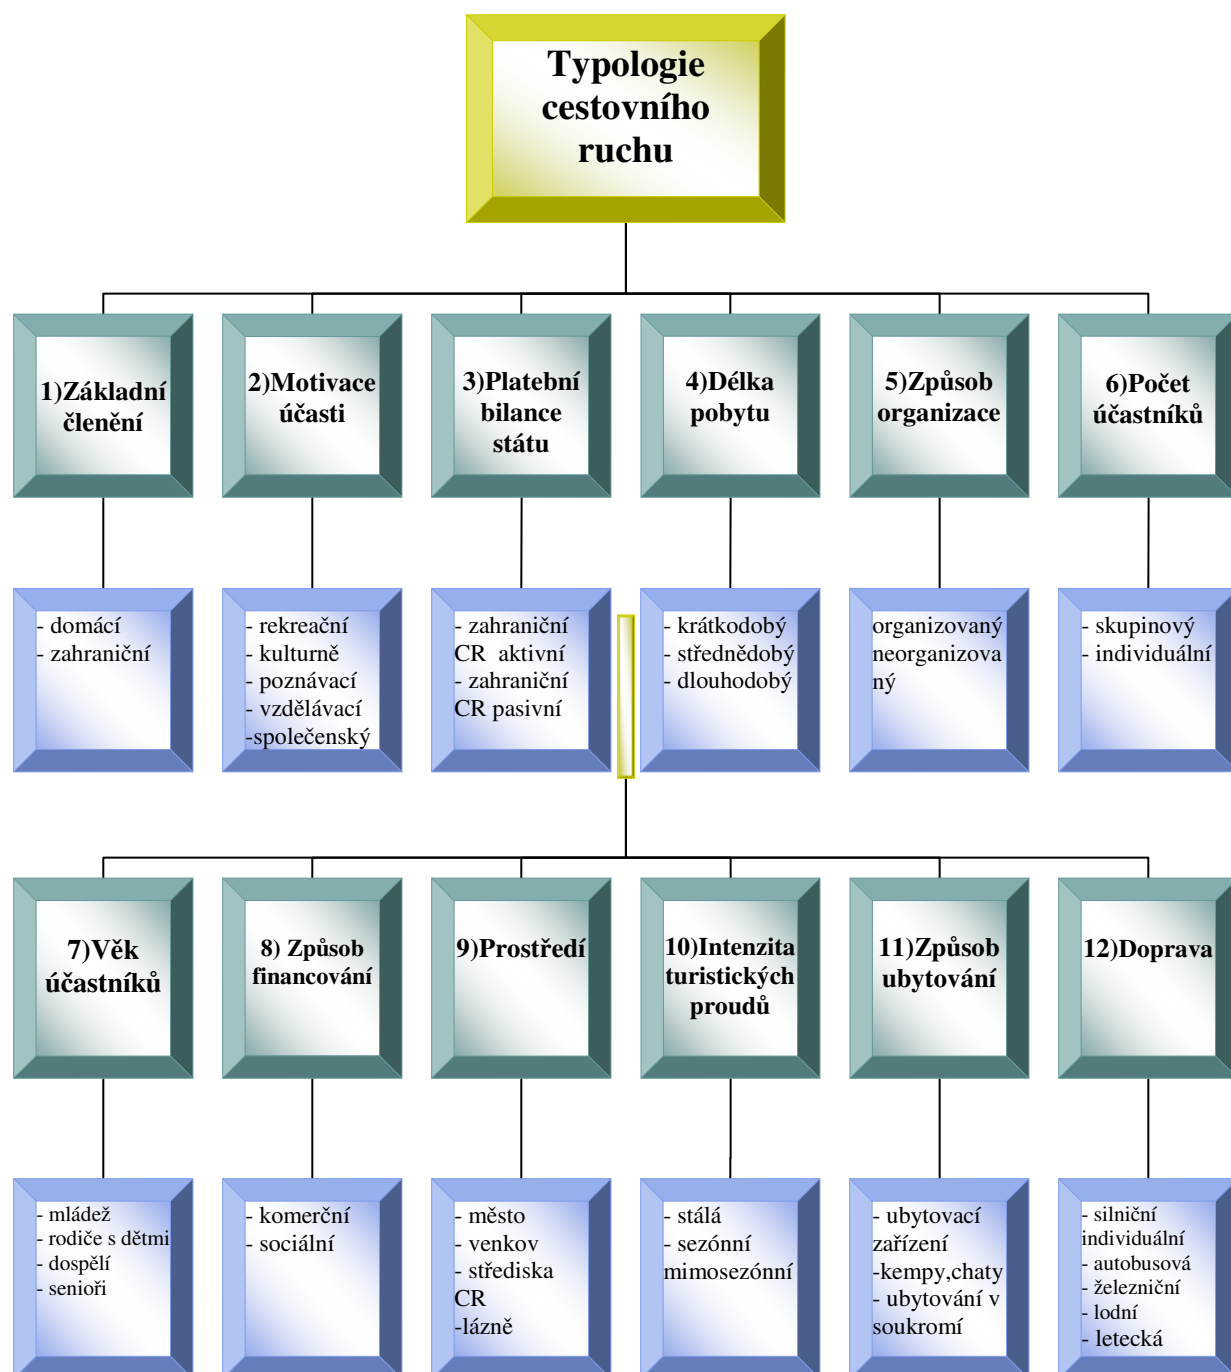 Typologie
cestovního
ruchu
1)Základní
členění
2)Motivace
účasti
3)Platební
bilance
státu
4)Délka
pobytu
5)Způsob
organizace
6)Počet
účastníků
- domácí
- zahraniční
- rekreační
- kulturně
- poznávací
- vzdělávací
-společenský
- zahraniční
CR aktivní
- zahraniční
CR pasivní
- krátkodobý
- střednědobý
- dlouhodobý
organizovaný
neorganizova
ný
- skupinový
- individuální
7)Věk
účastníků
8) Způsob
financování
9)Prostředí
10)Intenzita
turistických
proudů
11)Způsob
ubytování
12)Doprava
- mládež
- rodiče s dětmi
- dospělí
- senioři
- komerční
- sociální
- město
- venkov
- střediska
CR
-lázně
- stálá
- sezónní
mimosezónní
- ubytovací
zařízení
-kempy,chaty
- ubytování v
soukromí
- silniční
individuální
- autobusová
- železniční
- lodní
- letecká